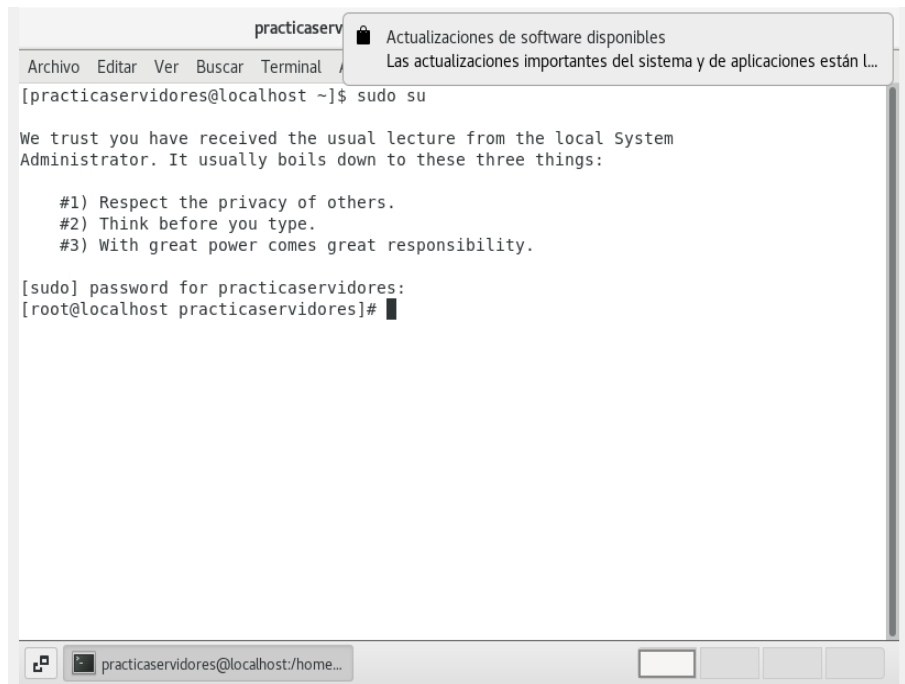 practicaserv
Actualizaciones de software disponibles
Las actualizaciones importantes del sistema y de aplicaciones están l...
Archivo Editar Ver Buscar Terminal
[practicaservidores@localhost ~]$ sudo su
We trust you have received the usual lecture from the local System
Administrator. It usually boils down to these three things:
#1) Respect the privacy of others.
#2) Think before you type.
#3) With great power comes great responsibility.
[sudo] password for practicaservidores:
[root@localhost practicaservidores]#
practicaservidores@localhost:/home...